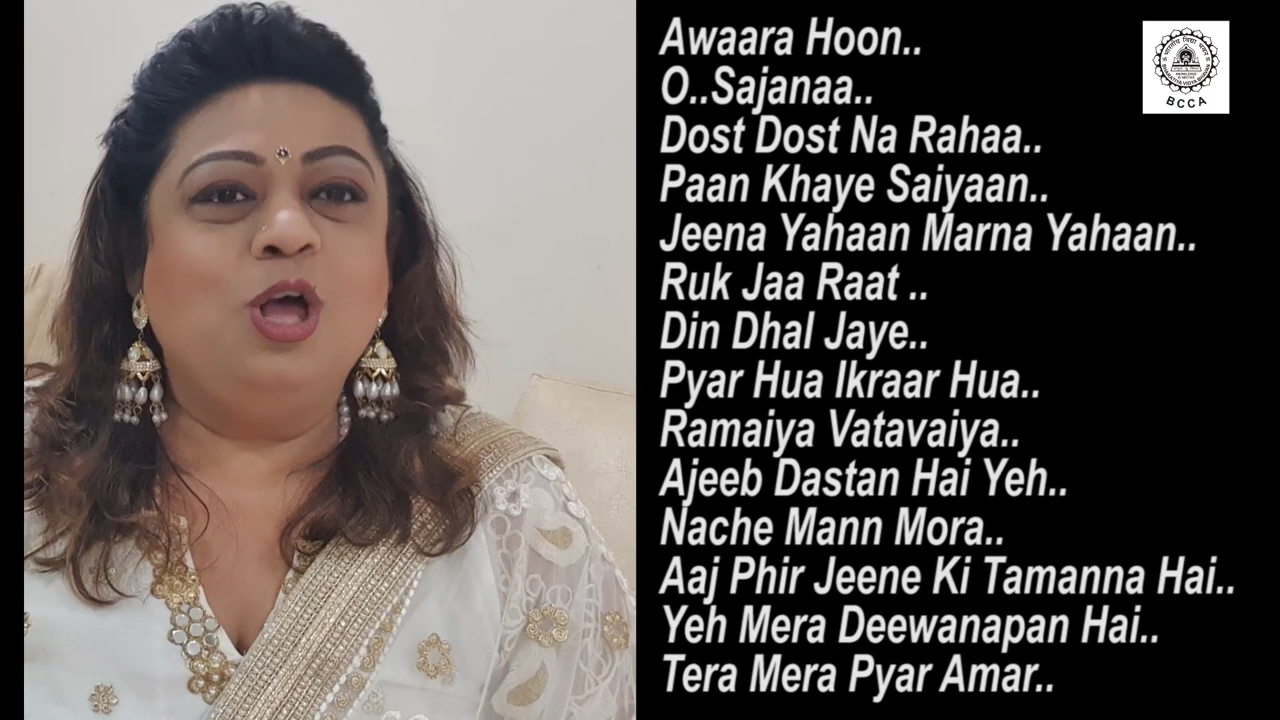 Awaara Hoon..
O..Sajanaa..
Dost Dost Na Rahaa..
Paan Khaye Saiyaan..
Jeena Yahaan Marna Yahaan..
Ruk Jaa Raat ..
Din Dhal Jaye..
Pyar Hua Ikraar Hua..
Ramaiya Vatavaiya..
Ajeeb Dastan Hai Yeh..
Nache Mann Mora..
Aaj Phir Jeene Ki Tamanna Hai..
Yeh Mera Deewanapan Hai..
Tera Mera Pyar Amar..
BCCA